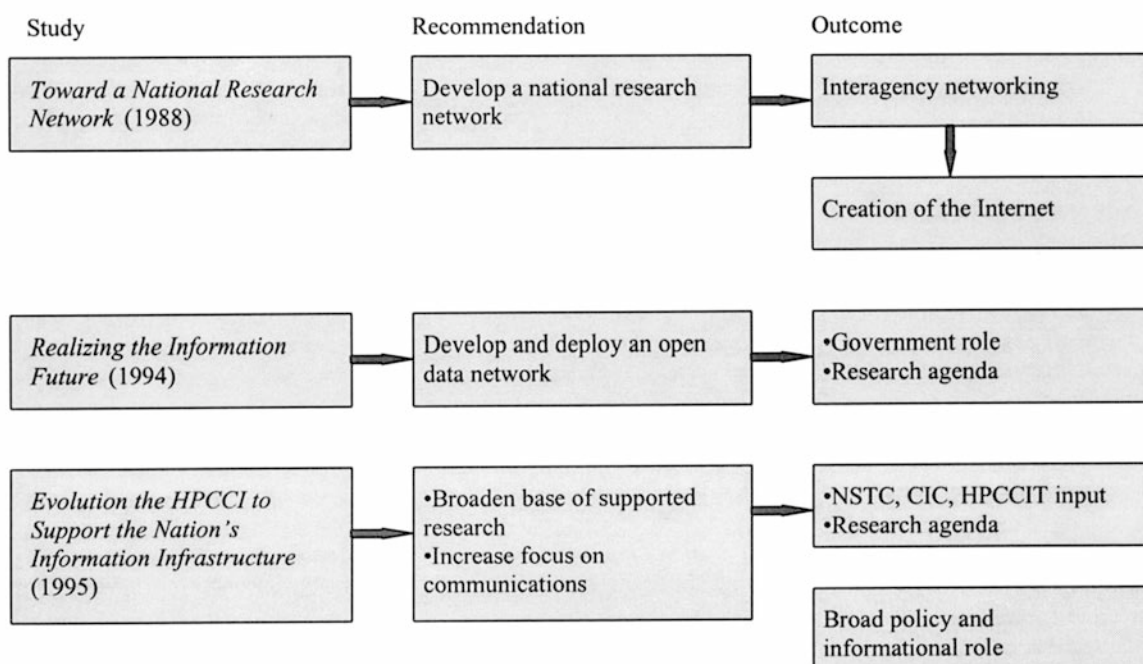 Study
Recommendation
Outcome
Toward a National Research
Network (1988)
Develop a national research
network
Interagency networking
Creation of the Internet
Realizing the Information
Future (1994)
Develop and deploy an open
data network
•Government role
•Research agenda
Evolution the HPCCI to
Support the Nation's
Information Infrastructure
(1995)
•Broaden base of supported
research
•Increase focus on
communications
•NSTC, CIC, HPCCIT input
•Research agenda
Broad policy and
informational role